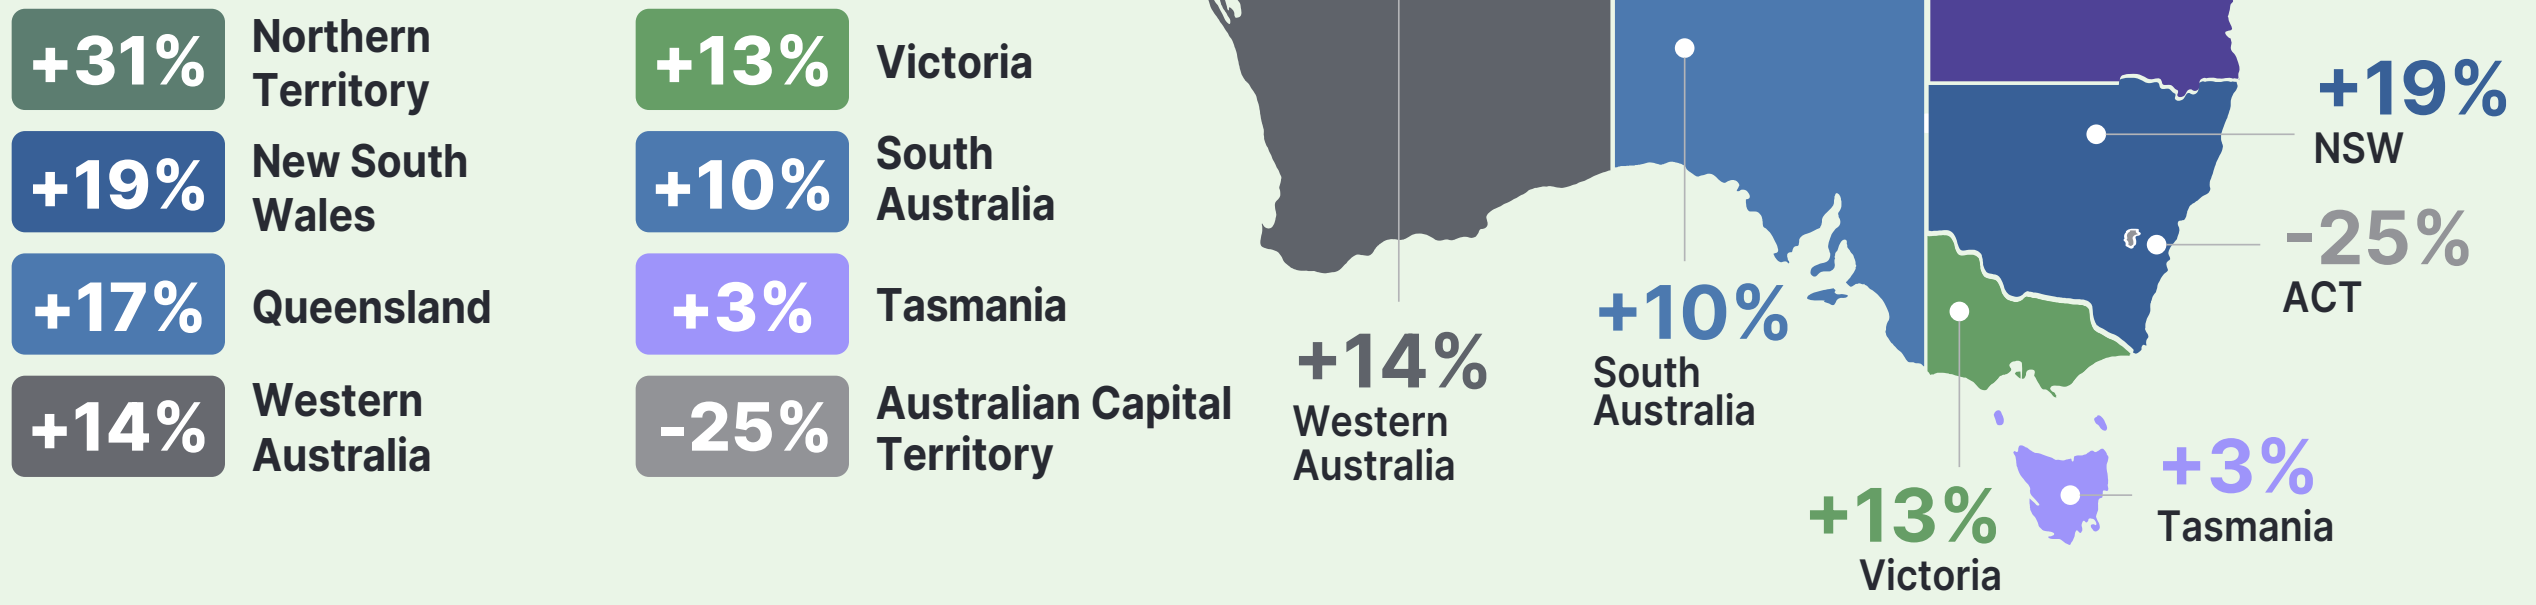 +31%
Northern
Territory
+19%
New South
Wales
+17%
Queensland
+14%
Western
Australia
+13%
Victoria
+10%
South
Australia
+3%
Tasmania
-25%
Australian Capital
Territory
+14%
Western
Australia
+10%
South
Australia
+13%
Victoria
+19%
NSW
-25%
ACT
+3%
Tasmania